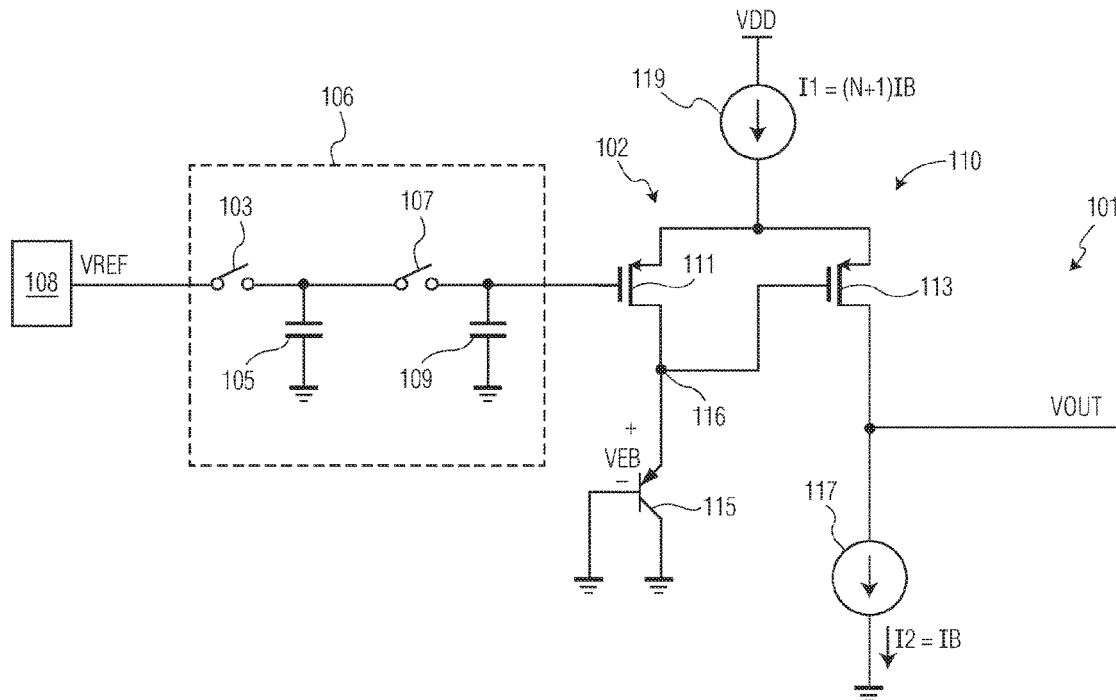 VDD
119
I1 = (N+1)IB
106
102
110
101
103
107
108
VREF
111
113
105
109
116
VOUT
+
VEB
–
115
117
I2 = IB